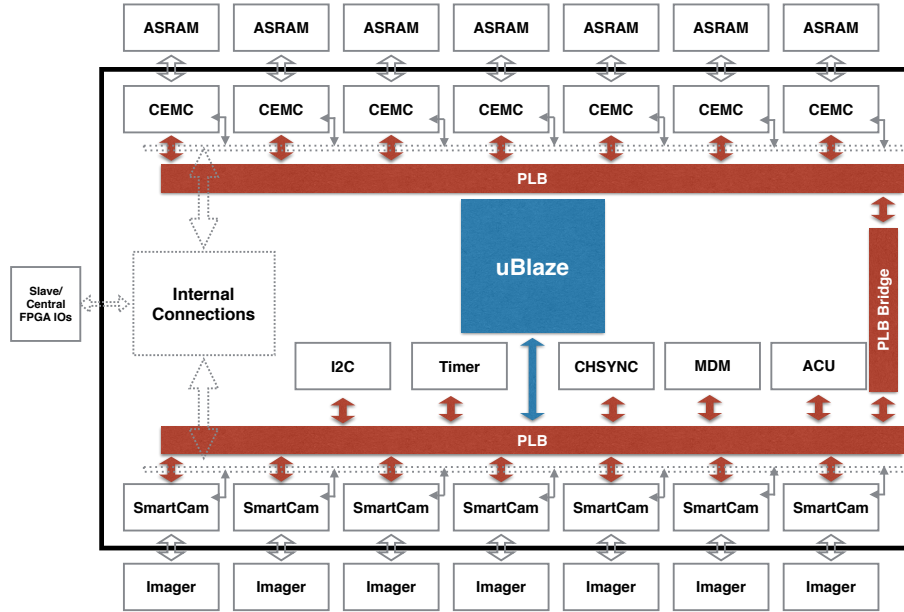 ASRAM ASRAM ASRAM ASRAM ASRAM ASRAM ASRAM
CEMC CEMC CEMC CEMC CEMC CEMC CEMC
PLB
uBlaze
Slave/
Central
FPGA IOs
Internal
Connections
PLB Bridge
I2C Timer CHSYNC MDM ACU
PLB
SmartCam SmartCam SmartCam SmartCam SmartCam SmartCam SmartCam
Imager Imager Imager Imager Imager Imager Imager